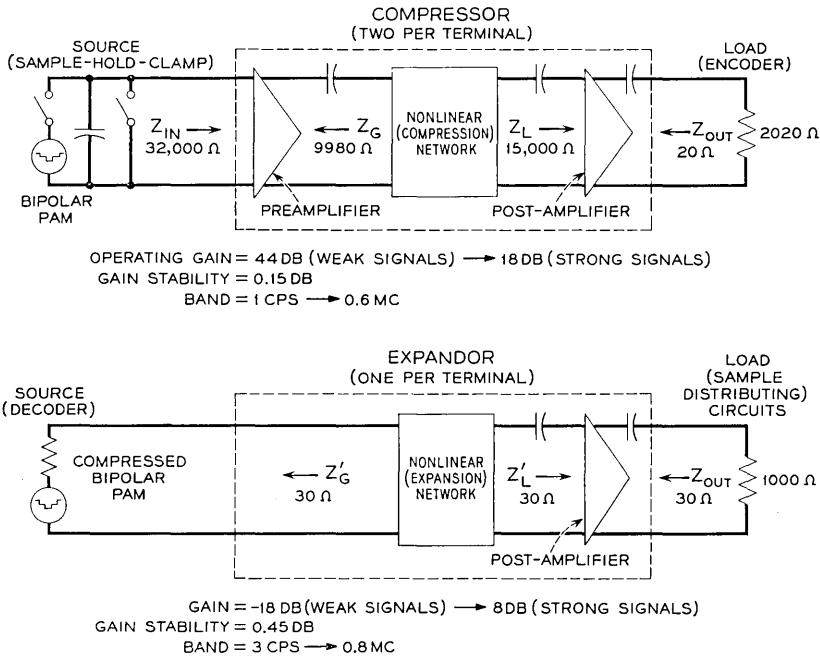 COMPRESSOR
(TWO PER TERMINAL)
SOURCE
(SAMPLE-HOLD-CLAMP)
LOAD
(ENCODER)
Z_IN
32,000 Ω
Z_G
9980 Ω
NONLINEAR
(COMPRESSION)
NETWORK
Z_L
15,000 Ω
Z_OUT
20 Ω
2020 Ω
BIPOLAR
PAM
PREAMPLIFIER
POST-AMPLIFIER
OPERATING GAIN = 44 DB (WEAK SIGNALS) → 18 DB (STRONG SIGNALS)
GAIN STABILITY = 0.15 DB
BAND = 1 CPS → 0.6 MC
EXPANDOR
(ONE PER TERMINAL)
SOURCE
(DECODER)
LOAD
(SAMPLE
DISTRIBUTING)
CIRCUITS
COMPRESSED
BIPOLAR
PAM
Z'_G
30 Ω
NONLINEAR
(EXPANSION)
NETWORK
Z'_L
30 Ω
Z_OUT
30 Ω
1000 Ω
POST-AMPLIFIER
GAIN = -18 DB (WEAK SIGNALS) → 8 DB (STRONG SIGNALS)
GAIN STABILITY = 0.45 DB
BAND = 3 CPS → 0.8 MC